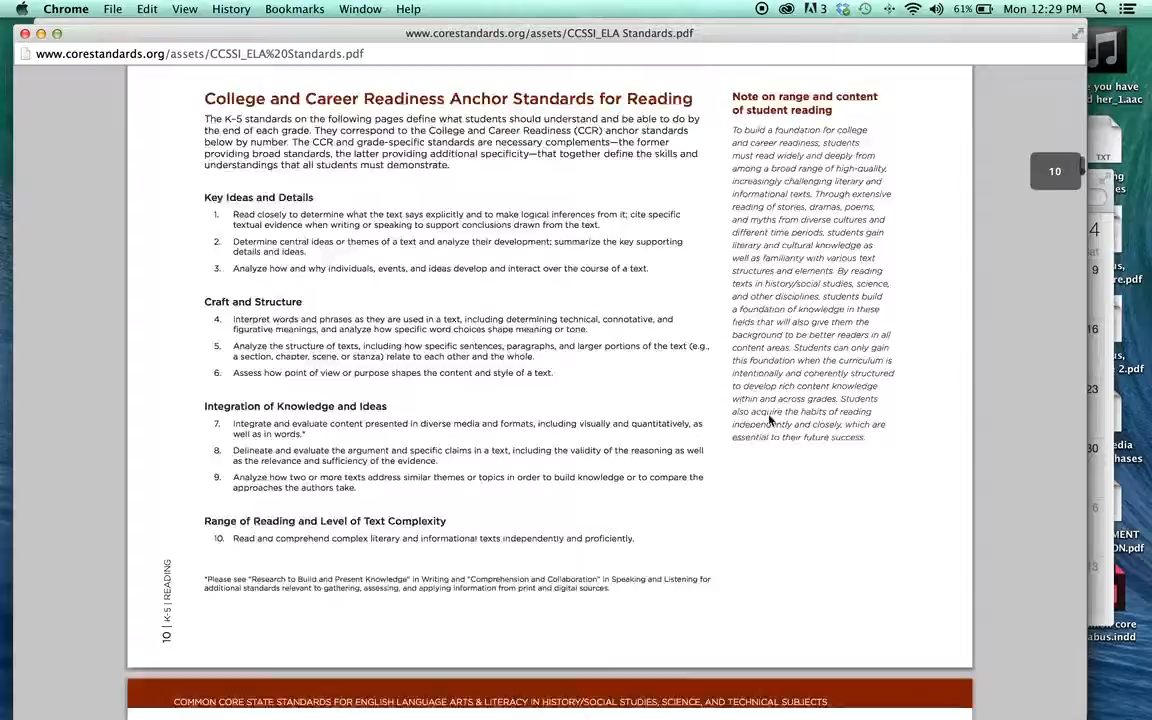 Chrome File Edit View History Bookmarks Window Help 3 61% Mon 12:29 PM
www.corestandards.org/assets/CCSSI_ELA Standards.pdf
www.corestandards.org/assets/CCSSI_ELA%20Standards.pdf
College and Career Readiness Anchor Standards for Reading
The K–5 standards on the following pages define what students should understand and be able to do by
the end of each grade. They correspond to the College and Career Readiness (CCR) anchor standards
below by number. The CCR and grade-specific standards are necessary complements—the former
providing broad standards, the latter providing additional specificity—that together define the skills and
understandings that all students must demonstrate.
Key Ideas and Details
1. Read closely to determine what the text says explicitly and to make logical inferences from it; cite specific
textual evidence when writing or speaking to support conclusions drawn from the text.
2. Determine central ideas or themes of a text and analyze their development; summarize the key supporting
details and ideas.
3. Analyze how and why individuals, events, and ideas develop and interact over the course of a text.
Craft and Structure
4. Interpret words and phrases as they are used in a text, including determining technical, connotative, and
figurative meanings, and analyze how specific word choices shape meaning or tone.
5. Analyze the structure of texts, including how specific sentences, paragraphs, and larger portions of the text (e.g.,
a section, chapter, scene, or stanza) relate to each other and the whole.
6. Assess how point of view or purpose shapes the content and style of a text.
Integration of Knowledge and Ideas
7. Integrate and evaluate content presented in diverse media and formats, including visually and quantitatively, as
well as in words.*
8. Delineate and evaluate the argument and specific claims in a text, including the validity of the reasoning as well
as the relevance and sufficiency of the evidence.
9. Analyze how two or more texts address similar themes or topics in order to build knowledge or to compare the
approaches the authors take.
Range of Reading and Level of Text Complexity
10. Read and comprehend complex literary and informational texts independently and proficiently.
*Please see "Research to Build and Present Knowledge" in Writing and "Comprehension and Collaboration" in Speaking and Listening for
additional standards relevant to gathering, assessing, and applying information from print and digital sources.
10 | K-5 | READING
Note on range and content
of student reading
To build a foundation for college
and career readiness, students
must read widely and deeply from
among a broad range of high-quality,
increasingly challenging literary and
informational texts. Through extensive
reading of stories, dramas, poems,
and myths from diverse cultures and
different time periods, students gain
literary and cultural knowledge as
well as familiarity with various text
structures and elements. By reading
texts in history/social studies, science,
and other disciplines, students build
a foundation of knowledge in these
fields that will also give them the
background to be better readers in all
content areas. Students can only gain
this foundation when the curriculum is
intentionally and coherently structured
to develop rich content knowledge
within and across grades. Students
also acquire the habits of reading
independently and closely, which are
essential to their future success.
COMMON CORE STATE STANDARDS FOR ENGLISH LANGUAGE ARTS & LITERACY IN HISTORY/SOCIAL STUDIES, SCIENCE, AND TECHNICAL SUBJECTS
10
you have
her_1.aac
TXT
4
9
16
23
30
6
13
2.pdf